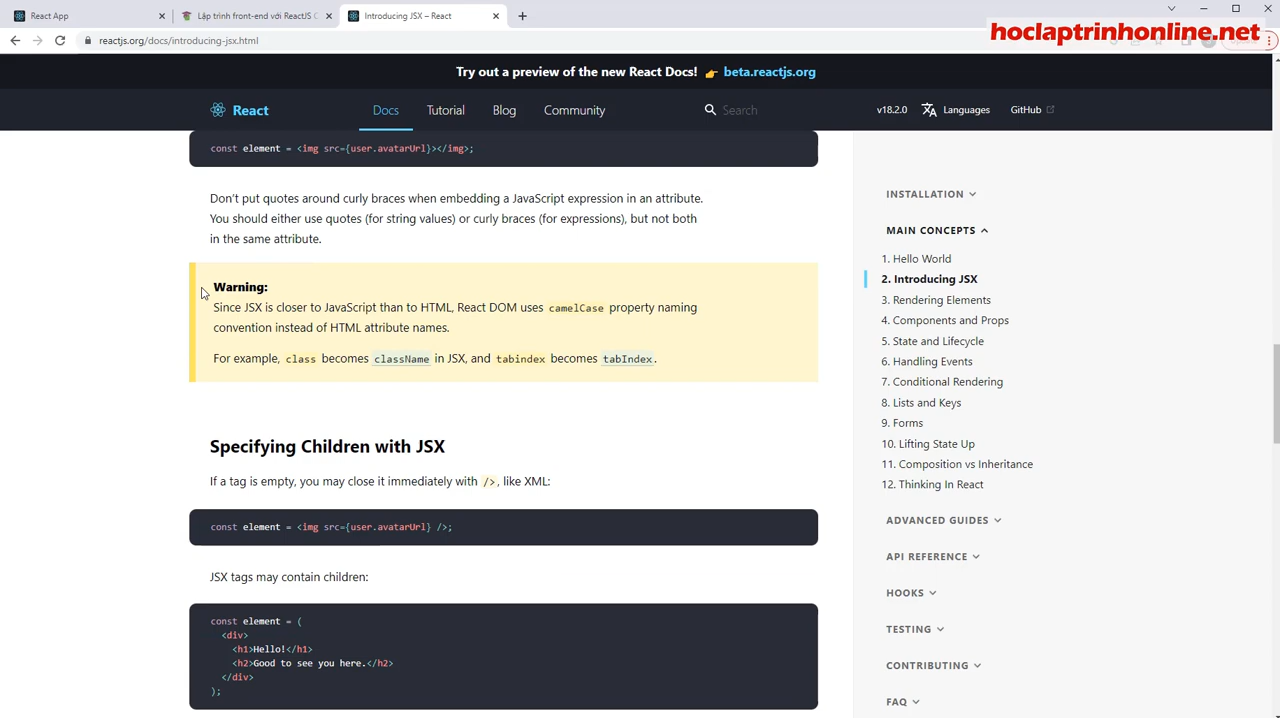 React App
Lập trình front-end với ReactJS C
Introducing JSX – React
reactjs.org/docs/introducing-jsx.html
hoclaptrinhonline.net
Try out a preview of the new React Docs! 👉 beta.reactjs.org
React
Docs
Tutorial
Blog
Community
Search
v18.2.0
Languages
GitHub
const element = <img src={user.avatarUrl}></img>;
Don't put quotes around curly braces when embedding a JavaScript expression in an attribute.
You should either use quotes (for string values) or curly braces (for expressions), but not both
in the same attribute.
Warning:
Since JSX is closer to JavaScript than to HTML, React DOM uses camelCase property naming
convention instead of HTML attribute names.
For example, class becomes className in JSX, and tabindex becomes tabIndex.
Specifying Children with JSX
If a tag is empty, you may close it immediately with />, like XML:
const element = <img src={user.avatarUrl} />;
JSX tags may contain children:
const element = (
<div>
<h1>Hello!</h1>
<h2>Good to see you here.</h2>
</div>
);
INSTALLATION
MAIN CONCEPTS
1. Hello World
2. Introducing JSX
3. Rendering Elements
4. Components and Props
5. State and Lifecycle
6. Handling Events
7. Conditional Rendering
8. Lists and Keys
9. Forms
10. Lifting State Up
11. Composition vs Inheritance
12. Thinking In React
ADVANCED GUIDES
API REFERENCE
HOOKS
TESTING
CONTRIBUTING
FAQ